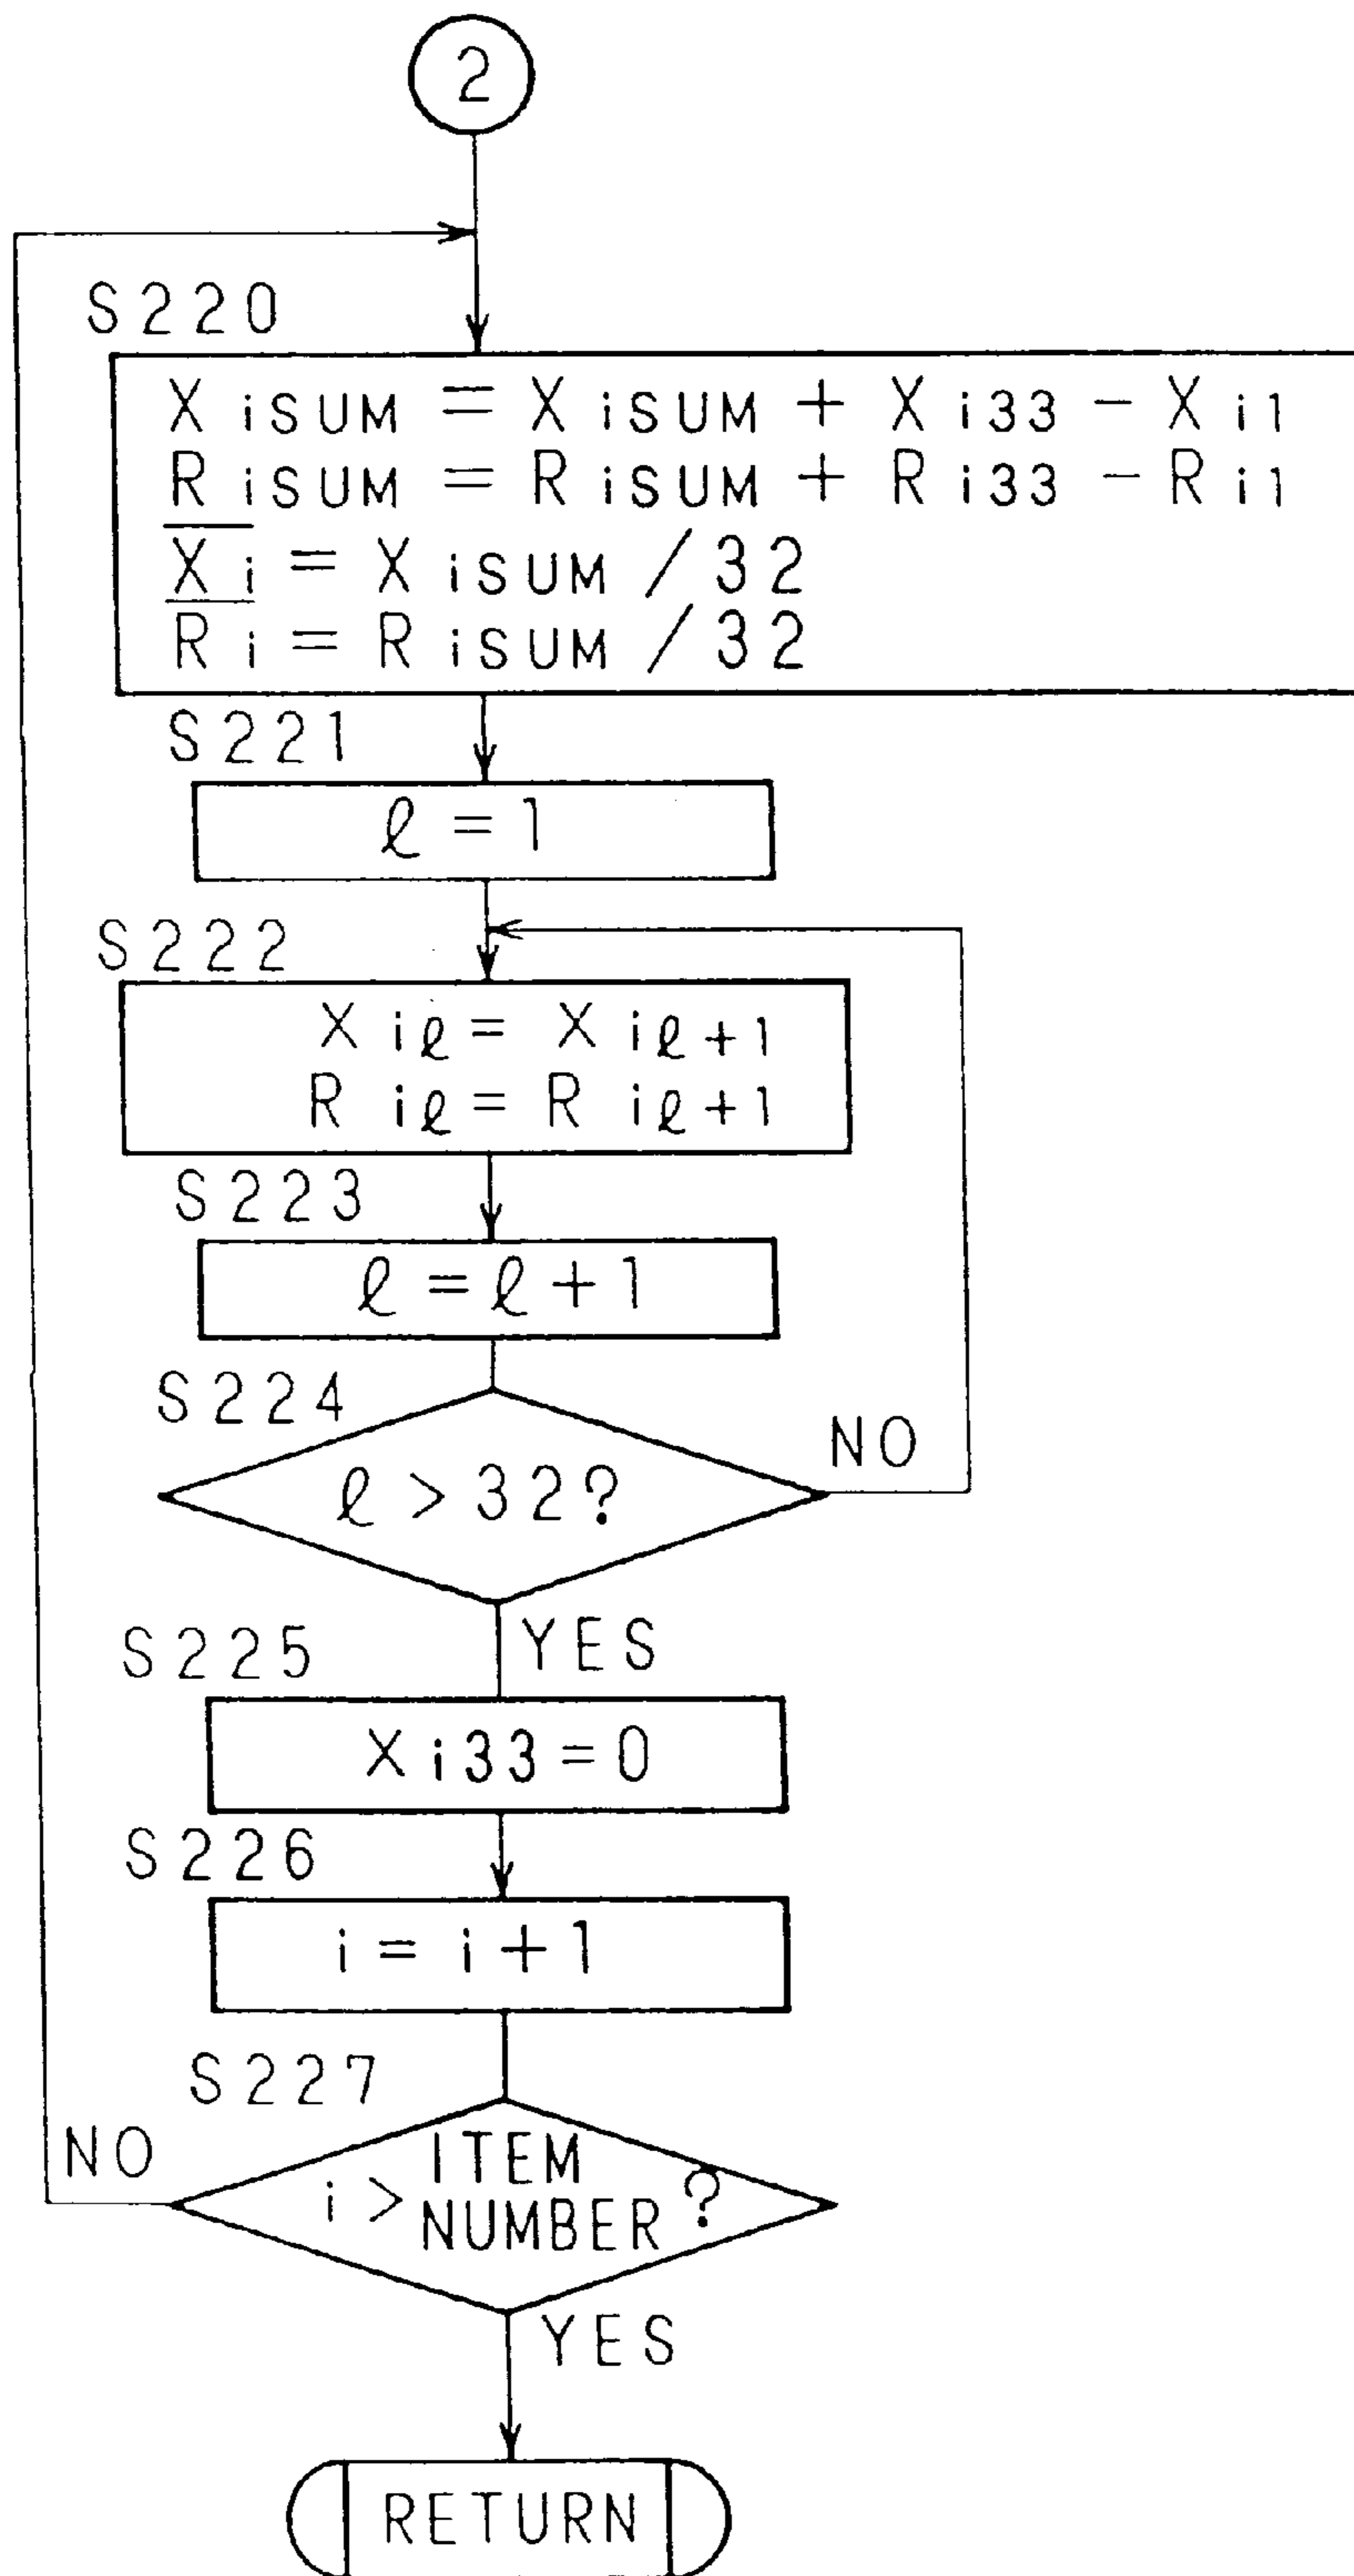 2
S220
X iSUM = X iSUM + X i33 - X i1
R iSUM = R iSUM + R i33 - R i1
X̅i̅ = X iSUM / 32
R̅i̅ = R iSUM / 32
S221
ℓ = 1
S222
X iℓ = X iℓ+1
R iℓ = R iℓ+1
S223
ℓ = ℓ + 1
S224
NO
ℓ > 32?
YES
S225
X i33 = 0
S226
i = i + 1
S227
NO
i > ITEM NUMBER ?
YES
RETURN